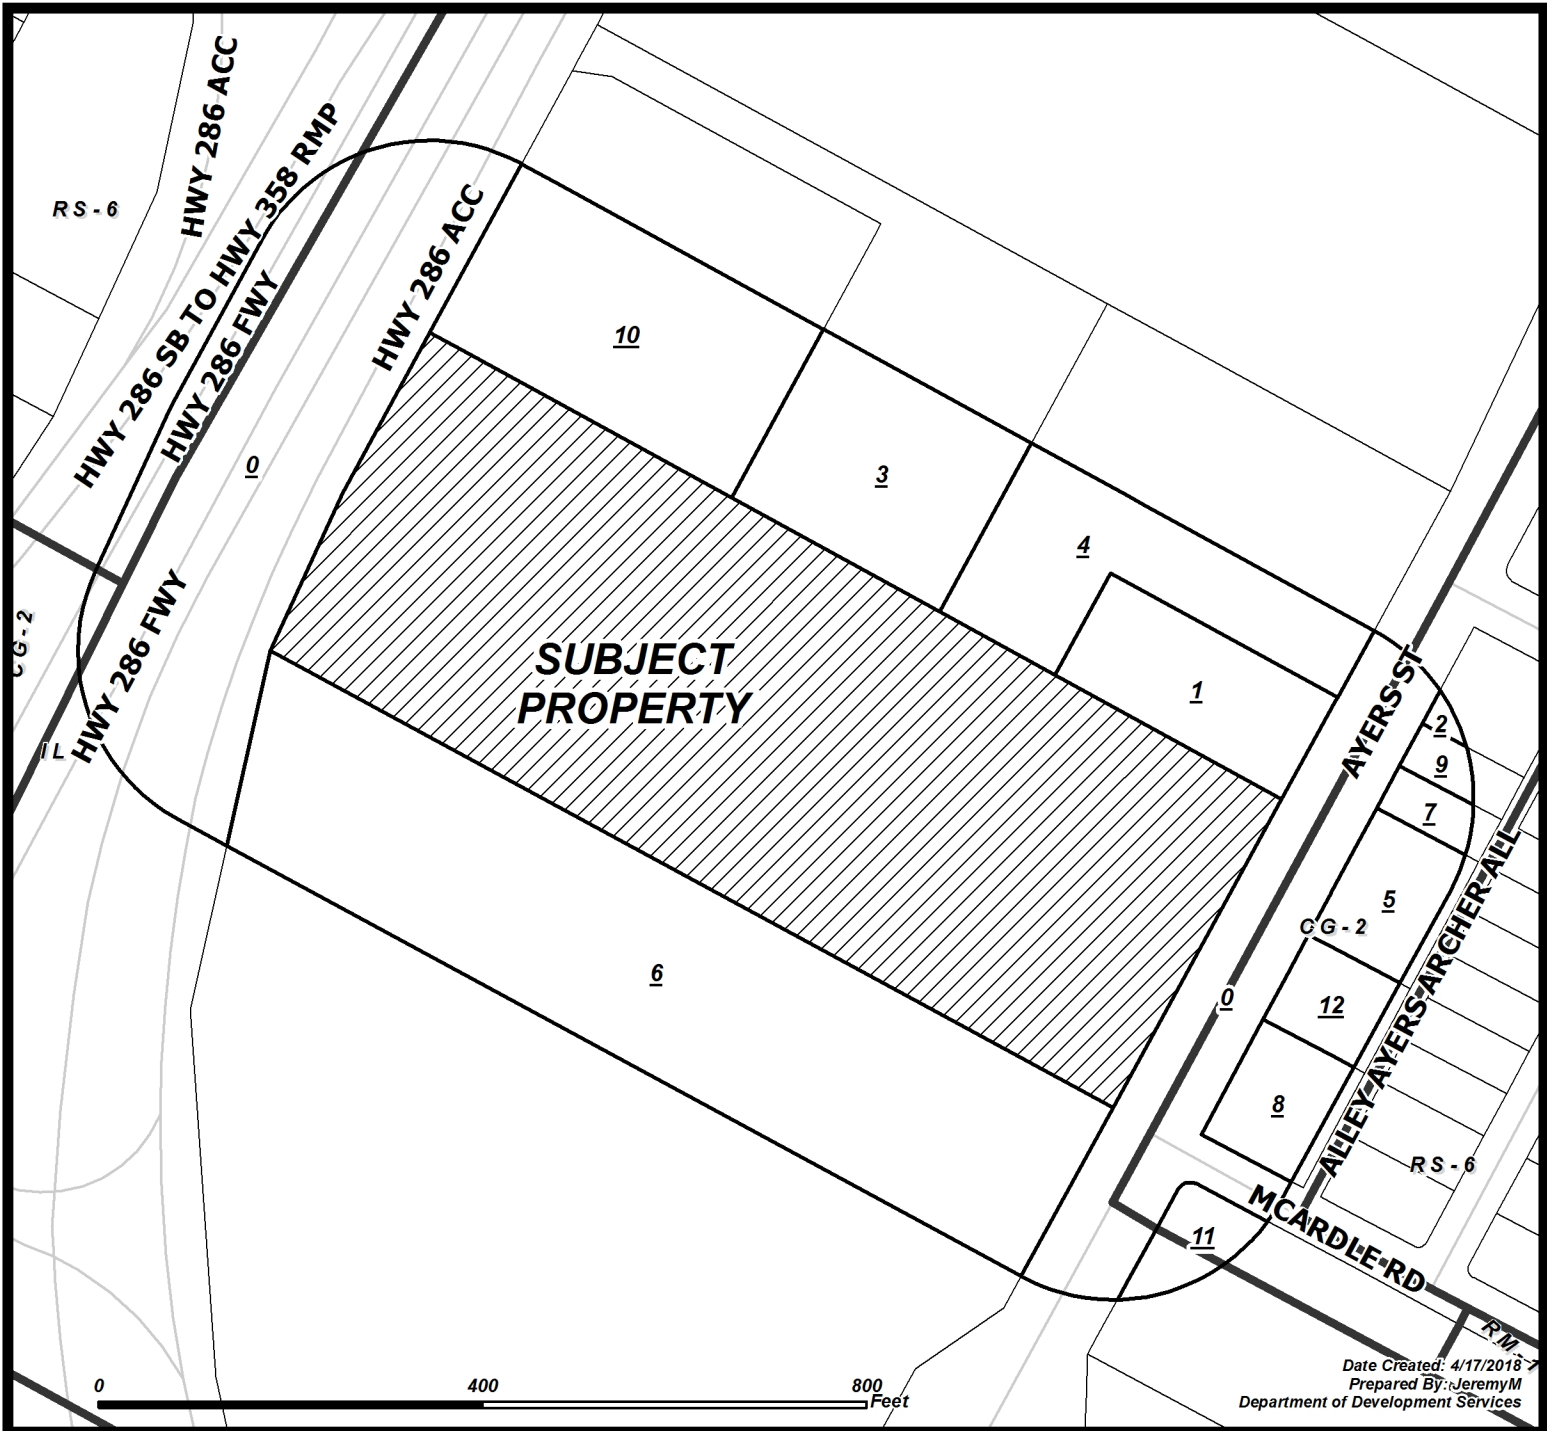 HWY 286 ACC
HWY 286 SB TO HWY 358 RMP
RS-6
HWY 286 ACC
HWY 286 FWY
10
0
3
4
HWY 286 FWY
CG-2
SUBJECT
PROPERTY
1
AYERS ST
2
IL
9
7
5
CG-2
ALLEY AYERS ARCHER ALL
6
0
12
8
RS-6
MCARDLE RD
11
RM-1
0 400 800
Feet
Date Created: 4/17/2018
Prepared By: JeremyM
Department of Development Services